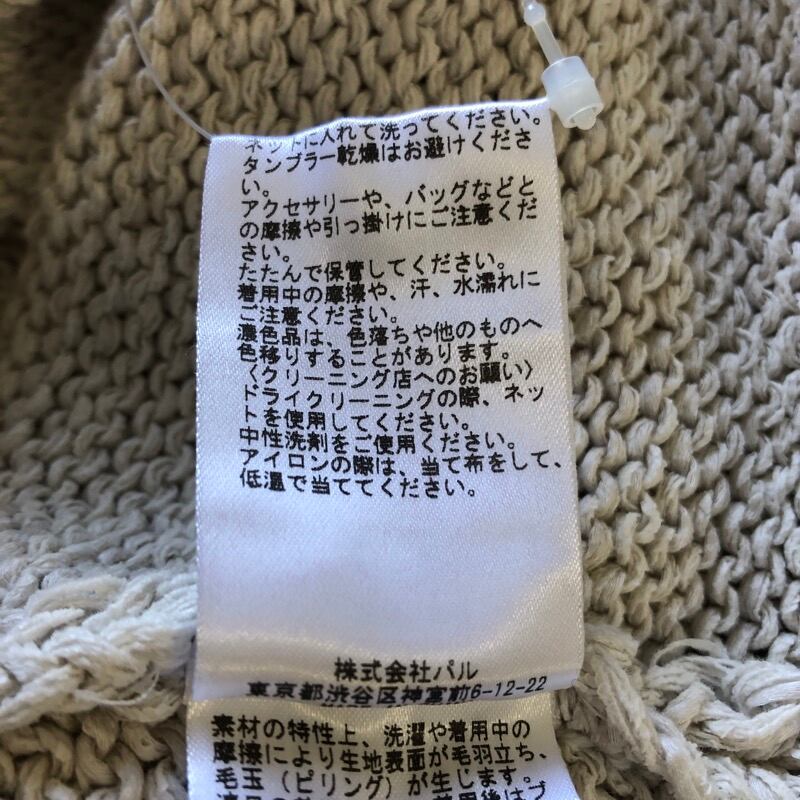 ネットに入れて洗ってください。
タンブラー乾燥はお避けくださ
い。
アクセサリーや、バッグなどと
の摩擦や引っ掛けにご注意くだ
さい。
たたんで保管してください。
着用中の摩擦や、汗、水濡れに
ご注意ください。
濃色品は、色落ちや他のものへ
色移りすることがあります。
〈クリーニング店へのお願い〉
ドライクリーニングの際、ネッ
トを使用してください。
中性洗剤をご使用ください。
アイロンの際は、当て布をして、
低温で当ててください。
株式会社パル
東京都渋谷区神宮前6-12-22
素材の特性上、洗濯や着用中の
摩擦により生地表面が毛羽立ち、
毛玉（ピリング）が生じます。
着用後はブ